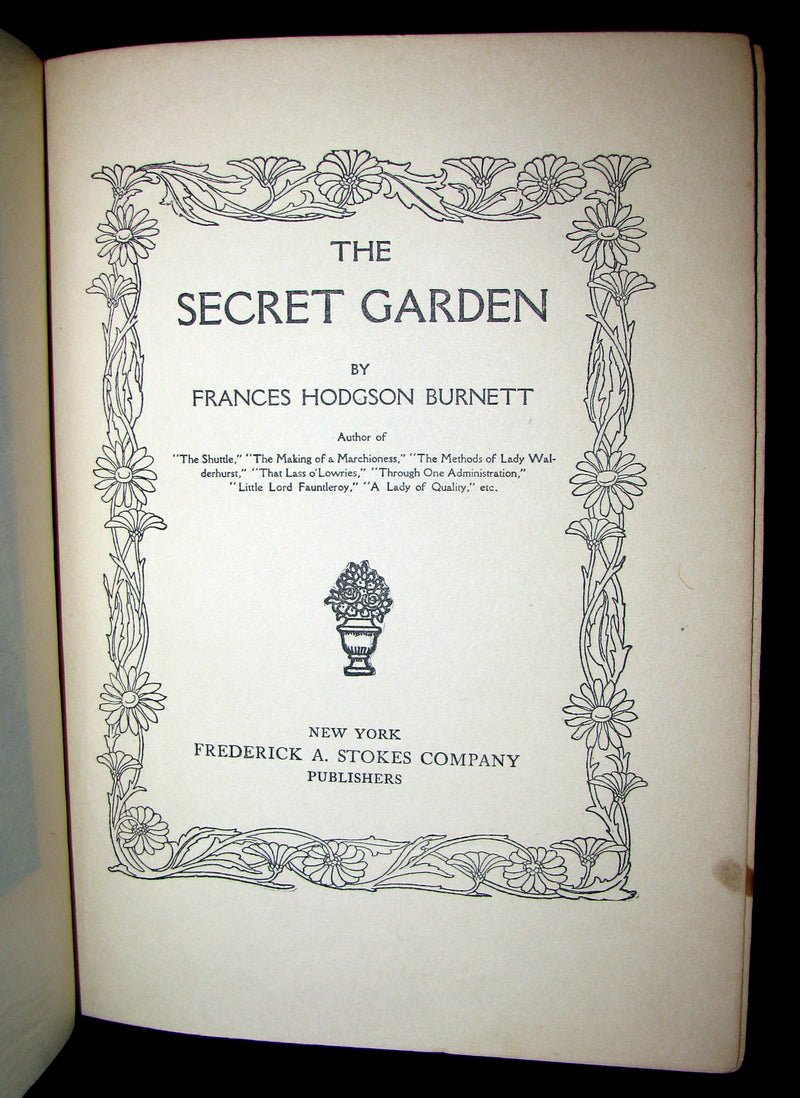 THE
SECRET GARDEN
BY
FRANCES HODGSON BURNETT
Author of
"The Shuttle," "The Making of a Marchioness," "The Methods of Lady Wal-
derhurst," "That Lass o'Lowries," "Through One Administration,"
"Little Lord Fauntleroy," "A Lady of Quality," etc.
NEW YORK
FREDERICK A. STOKES COMPANY
PUBLISHERS